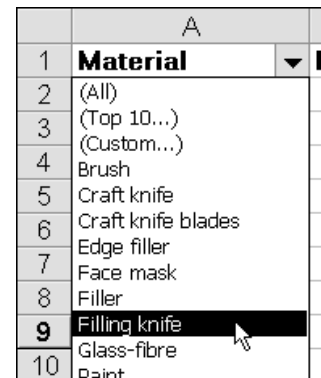 A
1 Material
2 (All)
3 (Top 10...)
(Custom...)
4 Brush
5 Craft knife
6 Craft knife blades
Edge filler
7 Face mask
8 Filler
9 Filling knife
Glass-fibre
10 Paint